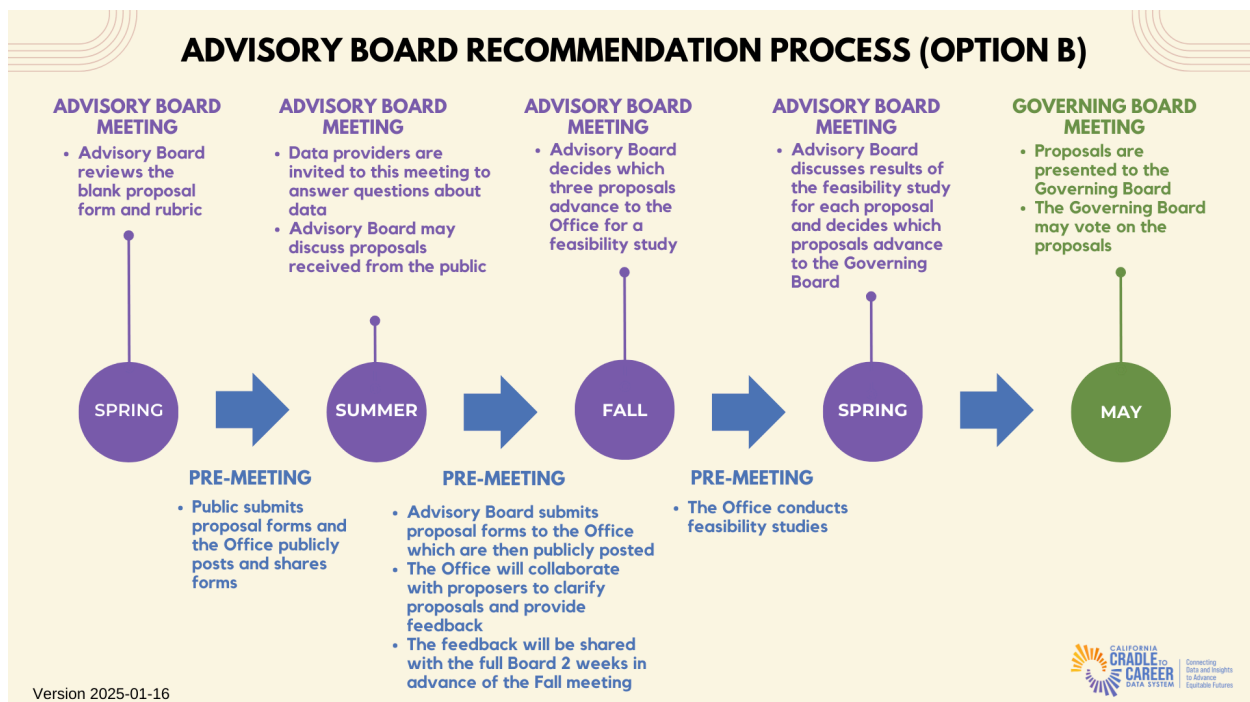 ADVISORY BOARD RECOMMENDATION PROCESS (OPTION B)
ADVISORY BOARD
MEETING
• Advisory Board
reviews the
blank proposal
form and rubric
ADVISORY BOARD
MEETING
• Data providers are
invited to this meeting to
answer questions about
data
• Advisory Board may
discuss proposals
received from the public
ADVISORY BOARD
MEETING
• Advisory Board
decides which
three proposals
advance to the
Office for a
feasibility study
ADVISORY BOARD
MEETING
• Advisory Board
discusses results of
the feasibility study
for each proposal
and decides which
proposals advance
to the Governing
Board
GOVERNING BOARD
MEETING
• Proposals are
presented to the
Governing Board
• The Governing Board
may vote on the
proposals
SPRING
SUMMER
FALL
SPRING
MAY
PRE-MEETING
• Public submits
proposal forms and
the Office publicly
posts and shares
forms
PRE-MEETING
• Advisory Board submits
proposal forms to the Office
which are then publicly posted
• The Office will collaborate
with proposers to clarify
proposals and provide
feedback
• The feedback will be shared
with the full Board 2 weeks in
advance of the Fall meeting
PRE-MEETING
• The Office conducts
feasibility studies
Version 2025-01-16
CALIFORNIA
CRADLE TO
CAREER
DATA SYSTEM
Connecting
Data and Insights
to Advance
Equitable Futures